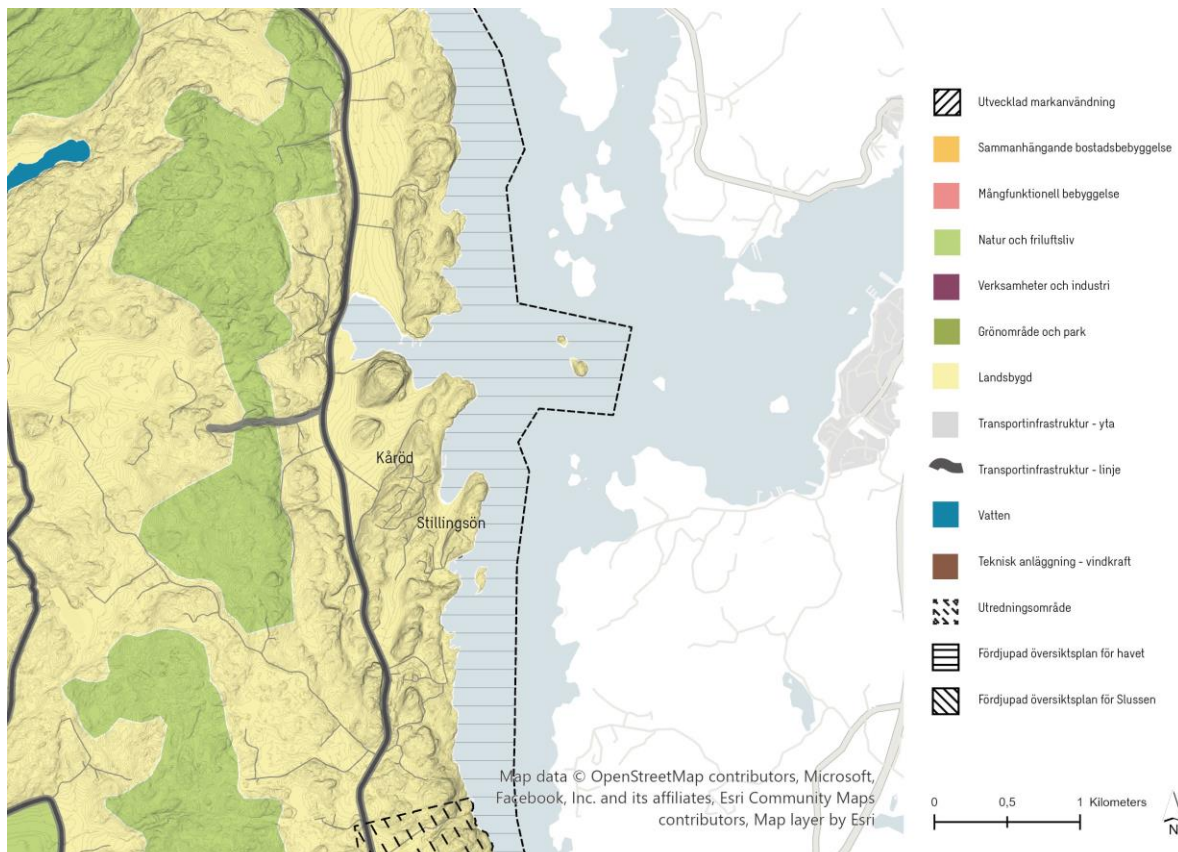 Kåröd
Stillingsön
Map data © OpenStreetMap contributors, Microsoft,
Facebook, Inc. and its affiliates, Esri Community Maps
contributors, Map layer by Esri
Utvecklad markanvändning
Sammanhängande bostadsbebyggelse
Mångfunktionell bebyggelse
Natur och friluftsliv
Verksamheter och industri
Grönområde och park
Landsbygd
Transportinfrastruktur - yta
Transportinfrastruktur - linje
Vatten
Teknisk anläggning - vindkraft
Utredningsområde
Fördjupad översiktsplan för havet
Fördjupad översiktsplan för Slussen
0 0,5 1 Kilometers
N